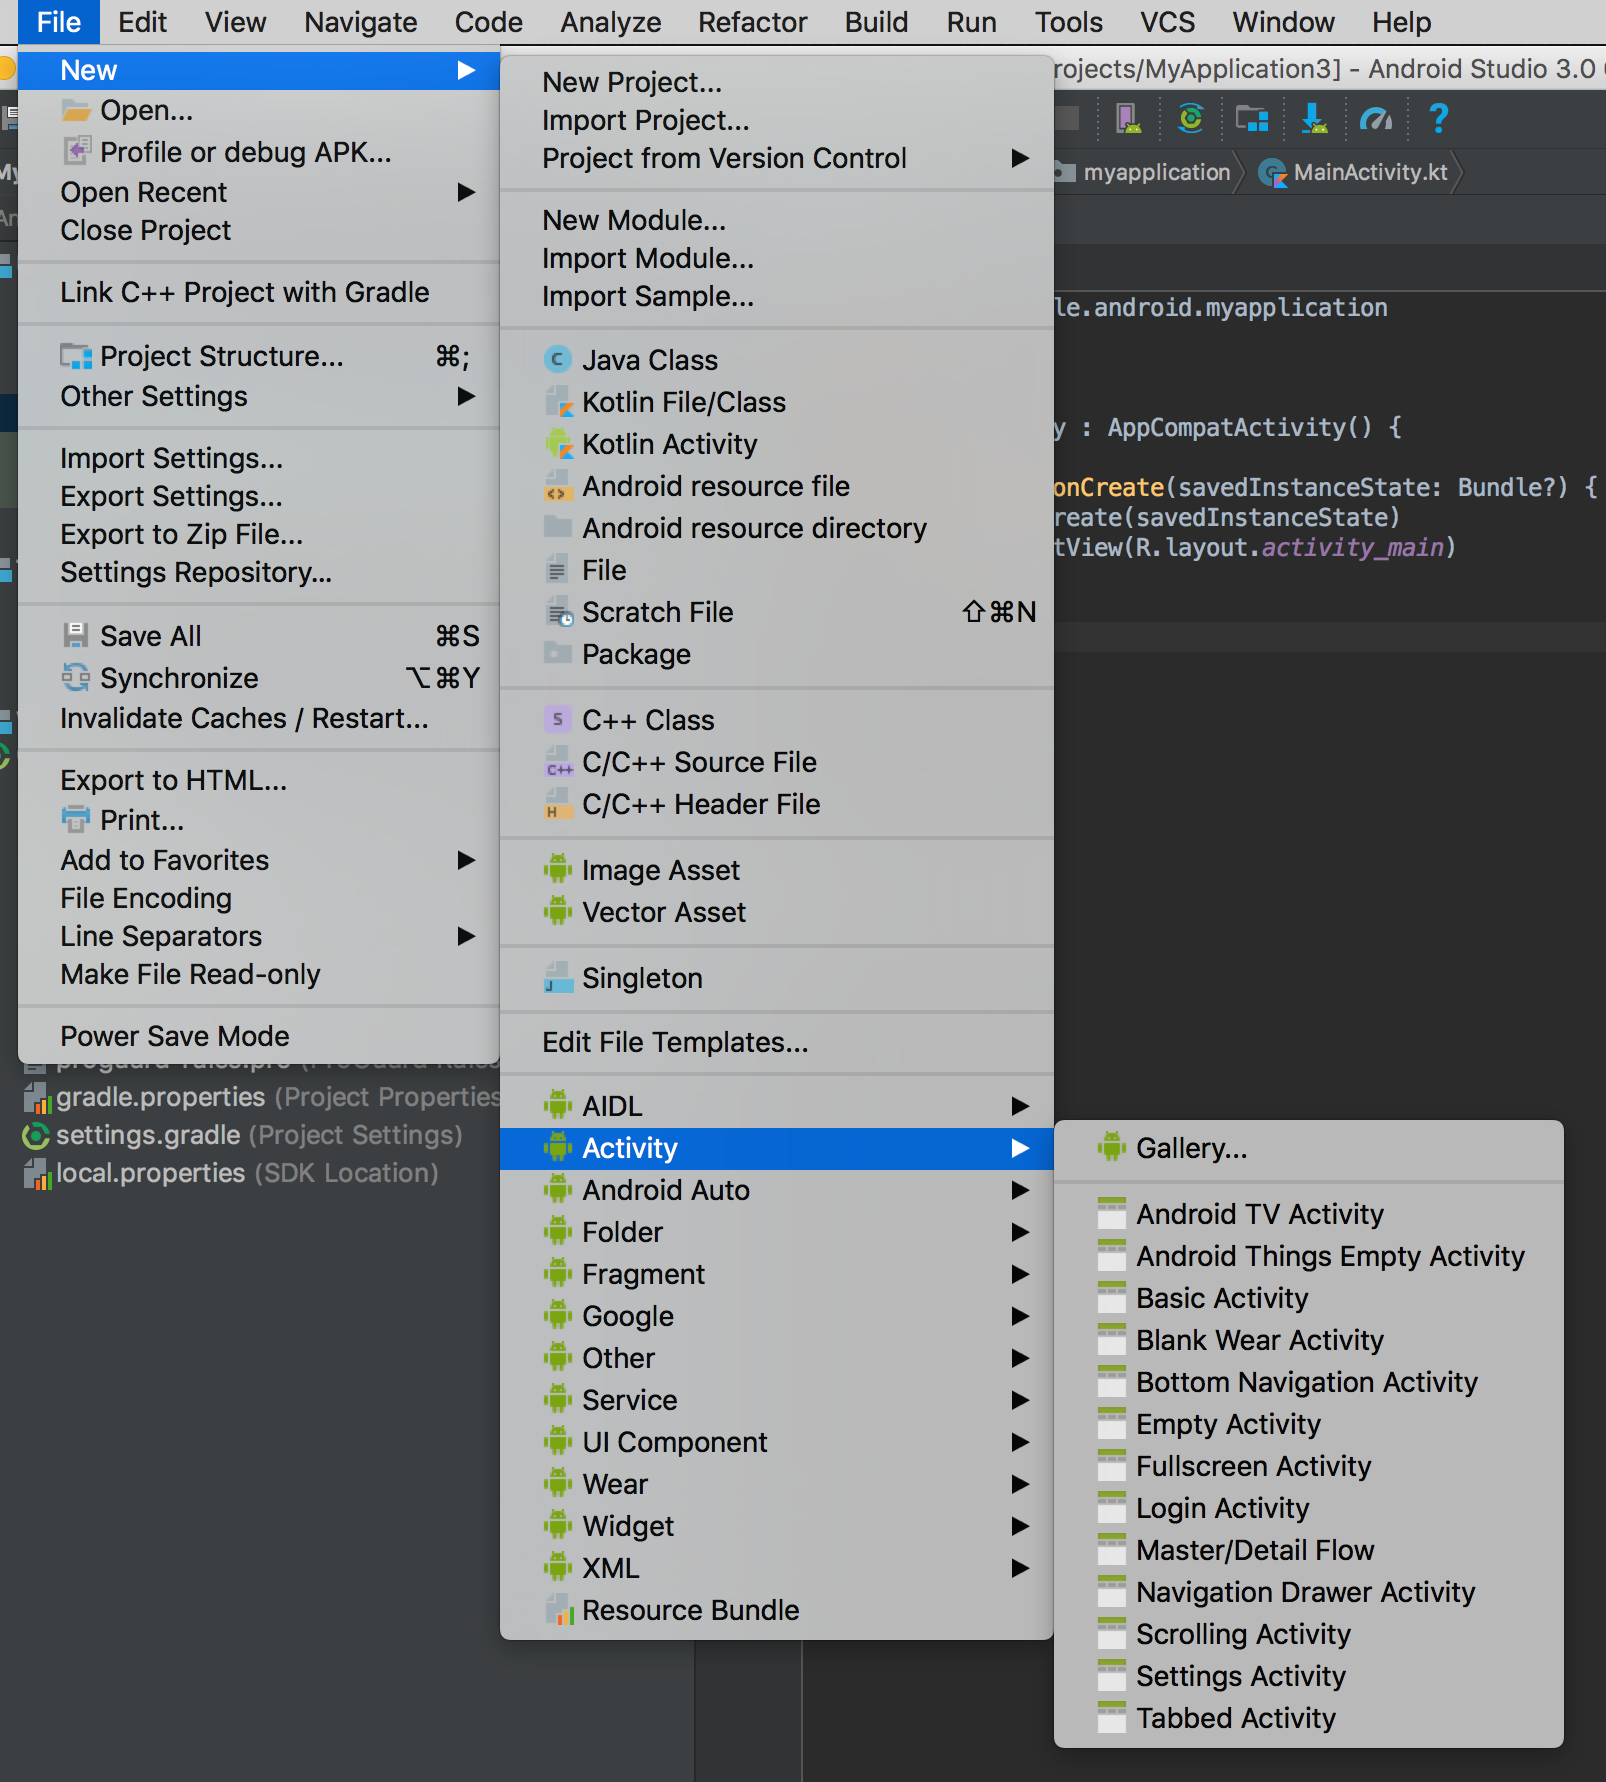 File Edit View Navigate Code Analyze Refactor Build Run Tools VCS Window Help
rojects/MyApplication3] - Android Studio 3.0
myapplication MainActivity.kt
New
Open...
Profile or debug APK...
Open Recent
Close Project
Link C++ Project with Gradle
Project Structure... ⌘;
Other Settings
Import Settings...
Export Settings...
Export to Zip File...
Settings Repository...
Save All ⌘S
Synchronize ⌥⌘Y
Invalidate Caches / Restart...
Export to HTML...
Print...
Add to Favorites
File Encoding
Line Separators
Make File Read-only
Power Save Mode
gradle.properties (Project Properties
settings.gradle (Project Settings)
local.properties (SDK Location)
New Project...
Import Project...
Project from Version Control
New Module...
Import Module...
Import Sample...
Java Class
Kotlin File/Class
Kotlin Activity
Android resource file
Android resource directory
File
Scratch File ⇧⌘N
Package
C++ Class
C/C++ Source File
C/C++ Header File
Image Asset
Vector Asset
Singleton
Edit File Templates...
AIDL
Activity
Android Auto
Folder
Fragment
Google
Other
Service
UI Component
Wear
Widget
XML
Resource Bundle
le.android.myapplication
y : AppCompatActivity() {
onCreate(savedInstanceState: Bundle?) {
reate(savedInstanceState)
tView(R.layout.activity_main)
Gallery...
Android TV Activity
Android Things Empty Activity
Basic Activity
Blank Wear Activity
Bottom Navigation Activity
Empty Activity
Fullscreen Activity
Login Activity
Master/Detail Flow
Navigation Drawer Activity
Scrolling Activity
Settings Activity
Tabbed Activity